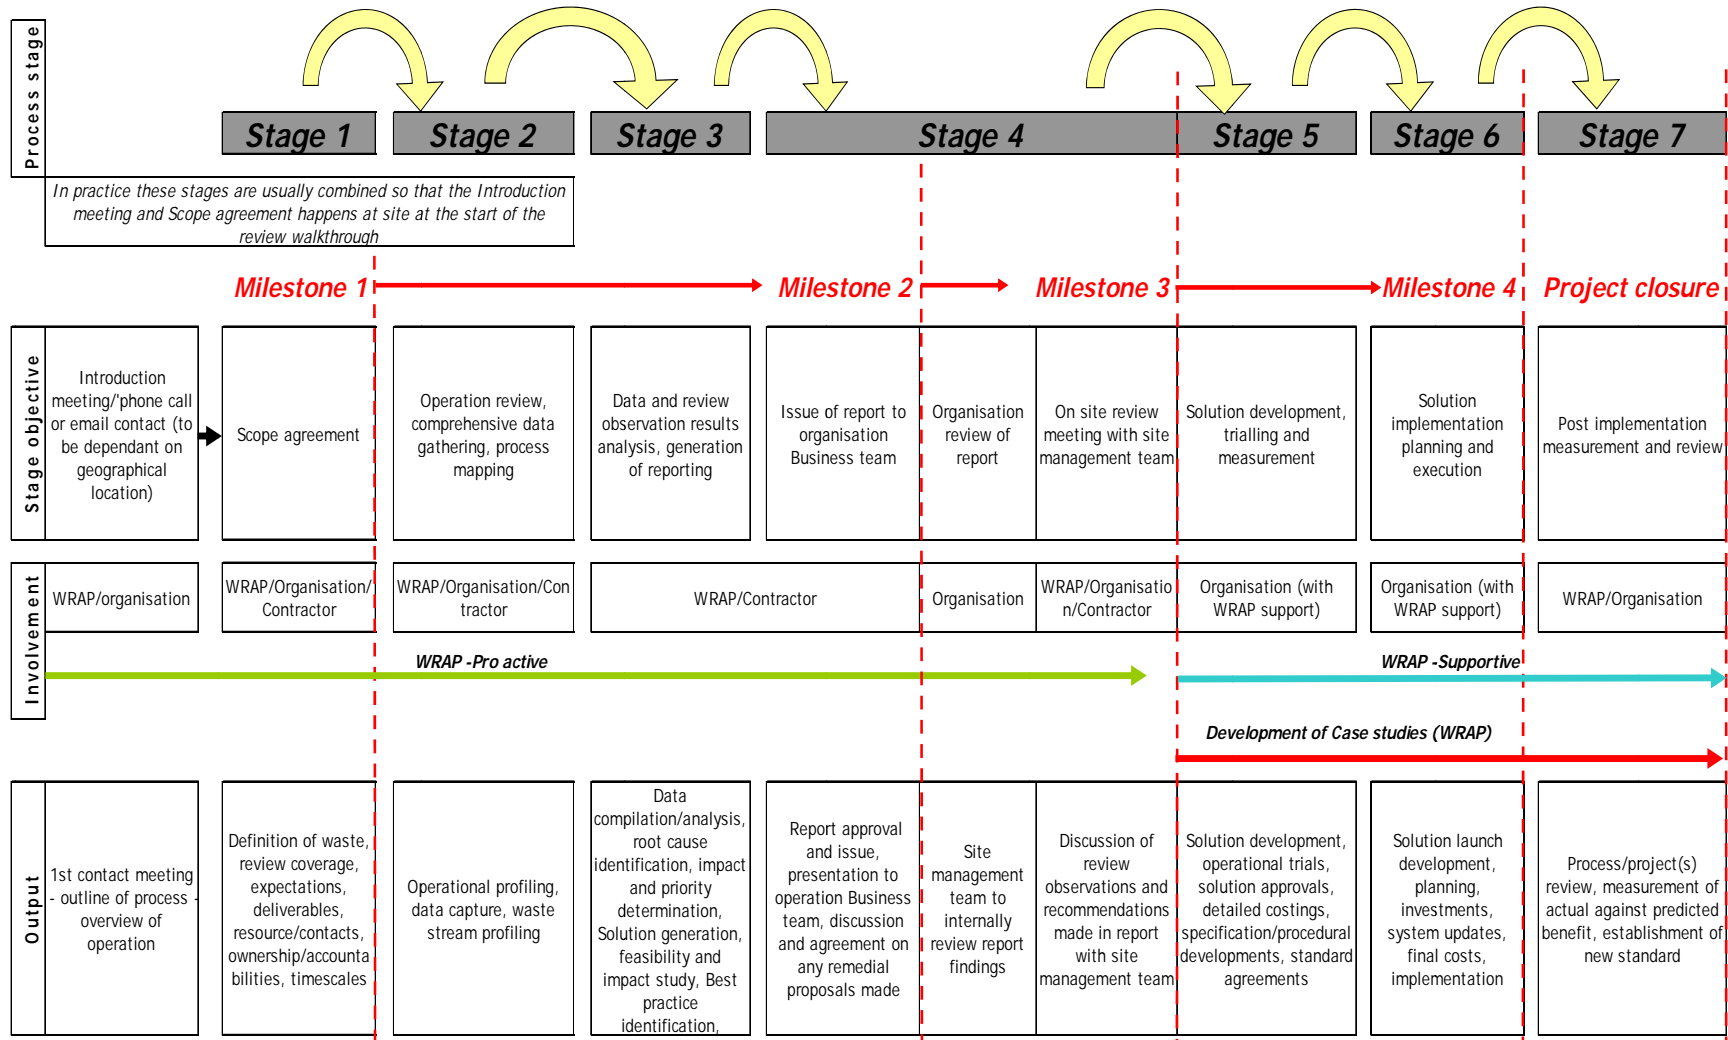 Process stage
Stage 1
Stage 2
Stage 3
Stage 4
Stage 5
Stage 6
Stage 7
In practice these stages are usually combined so that the Introduction
meeting and Scope agreement happens at site at the start of the
review walkthrough
Milestone 1
Milestone 2
Milestone 3
Milestone 4
Project closure
Stage objective
Introduction
meeting/'phone call
or email contact (to
be dependant on
geographical
location)
Scope agreement
Operation review,
comprehensive data
gathering, process
mapping
Data and review
observation results
analysis, generation
of reporting
Issue of report to
organisation
Business team
Organisation
review of
report
On site review
meeting with site
management team
Solution development,
trialling and
measurement
Solution
implementation
planning and
execution
Post implementation
measurement and review
Involvement
WRAP/organisation
WRAP/Organisation/
Contractor
WRAP/Organisation/Con
tractor
WRAP/Contractor
Organisation
WRAP/Organisatio
n/Contractor
Organisation (with
WRAP support)
Organisation (with
WRAP support)
WRAP/Organisation
WRAP -Pro active
WRAP -Supportive
Development of Case studies (WRAP)
Output
1st contact meeting
- outline of process -
overview of
operation
Definition of waste,
review coverage,
expectations,
deliverables,
resource/contacts,
ownership/accounta
bilities, timescales
Operational profiling,
data capture, waste
stream profiling
Data
compilation/analysis,
root cause
identification, impact
and priority
determination,
Solution generation,
feasibility and
impact study, Best
practice
identification,
Report approval
and issue,
presentation to
operation Business
team, discussion
and agreement on
any remedial
proposals made
Site
management
team to
internally
review report
findings
Discussion of
review
observations and
recommendations
made in report
with site
management team
Solution development,
operational trials,
solution approvals,
detailed costings,
specification/procedural
developments, standard
agreements
Solution launch
development,
planning,
investments,
system updates,
final costs,
implementation
Process/project(s)
review, measurement of
actual against predicted
benefit, establishment of
new standard